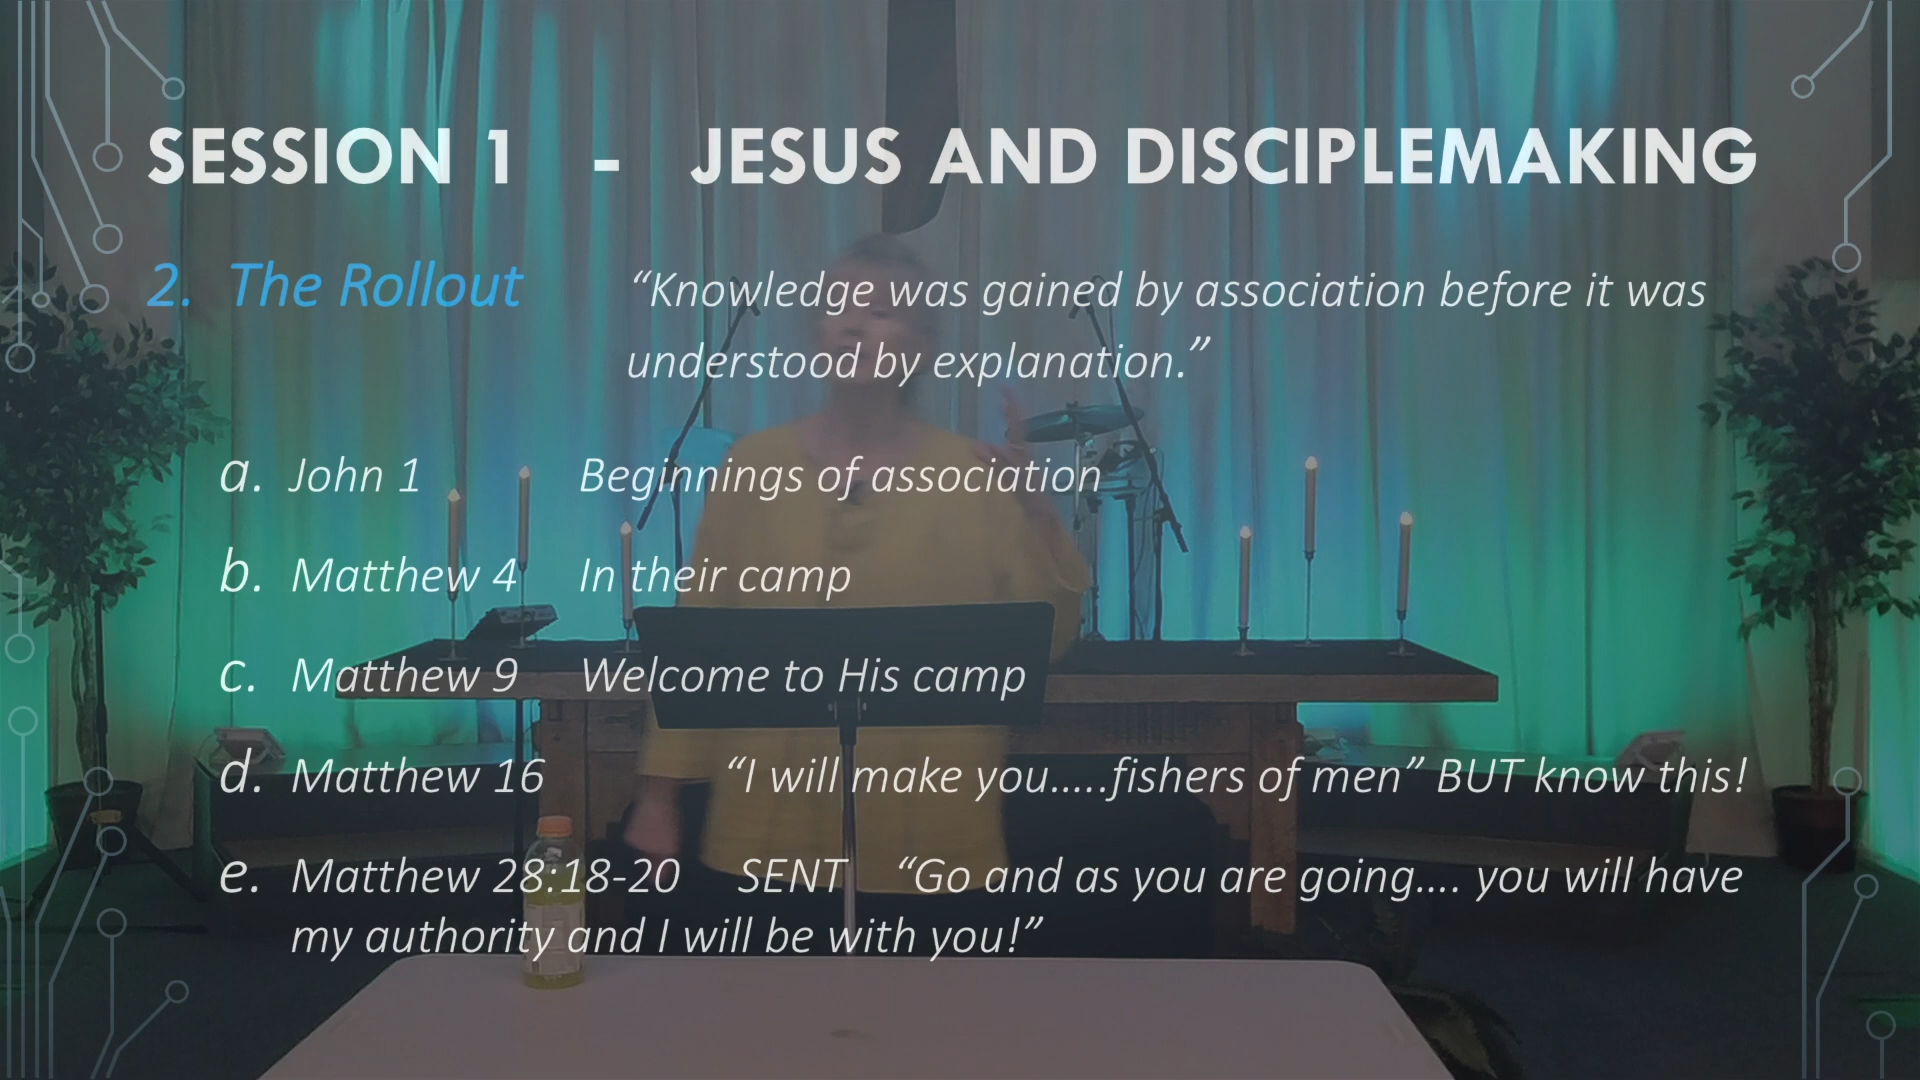 SESSION 1 - JESUS AND DISCIPLEMAKING
2. The Rollout “Knowledge was gained by association before it was
understood by explanation.”
a. John 1 Beginnings of association
b. Matthew 4 In their camp
c. Matthew 9 Welcome to His camp
d. Matthew 16 “I will make you.....fishers of men” BUT know this!
e. Matthew 28:18-20 SENT “Go and as you are going.... you will have
my authority and I will be with you!”